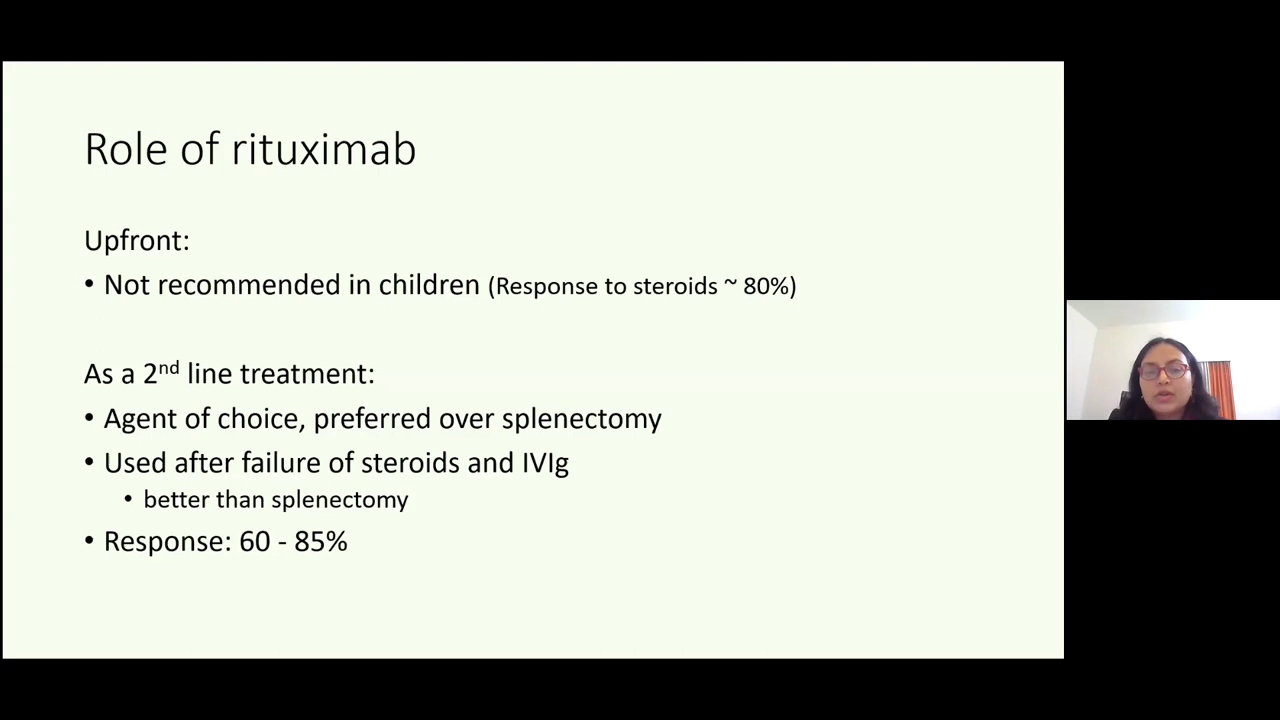 Role of rituximab
Upfront:
• Not recommended in children (Response to steroids ~ 80%)
As a 2nd line treatment:
• Agent of choice, preferred over splenectomy
• Used after failure of steroids and IVIg
• better than splenectomy
• Response: 60 - 85%